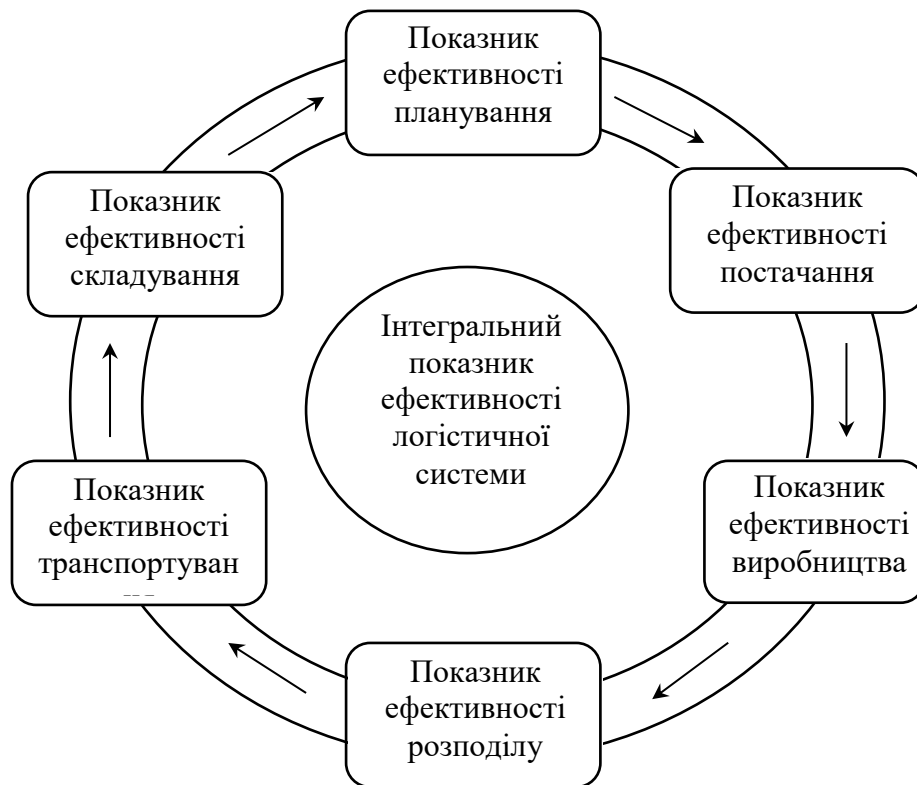 Показник
ефективності
планування
Показник
ефективності
постачання
Показник
ефективності
виробництва
Показник
ефективності
розподілу
Показник
ефективності
транспортуван
Показник
ефективності
складування
Інтегральний
показник
ефективності
логістичної
системи